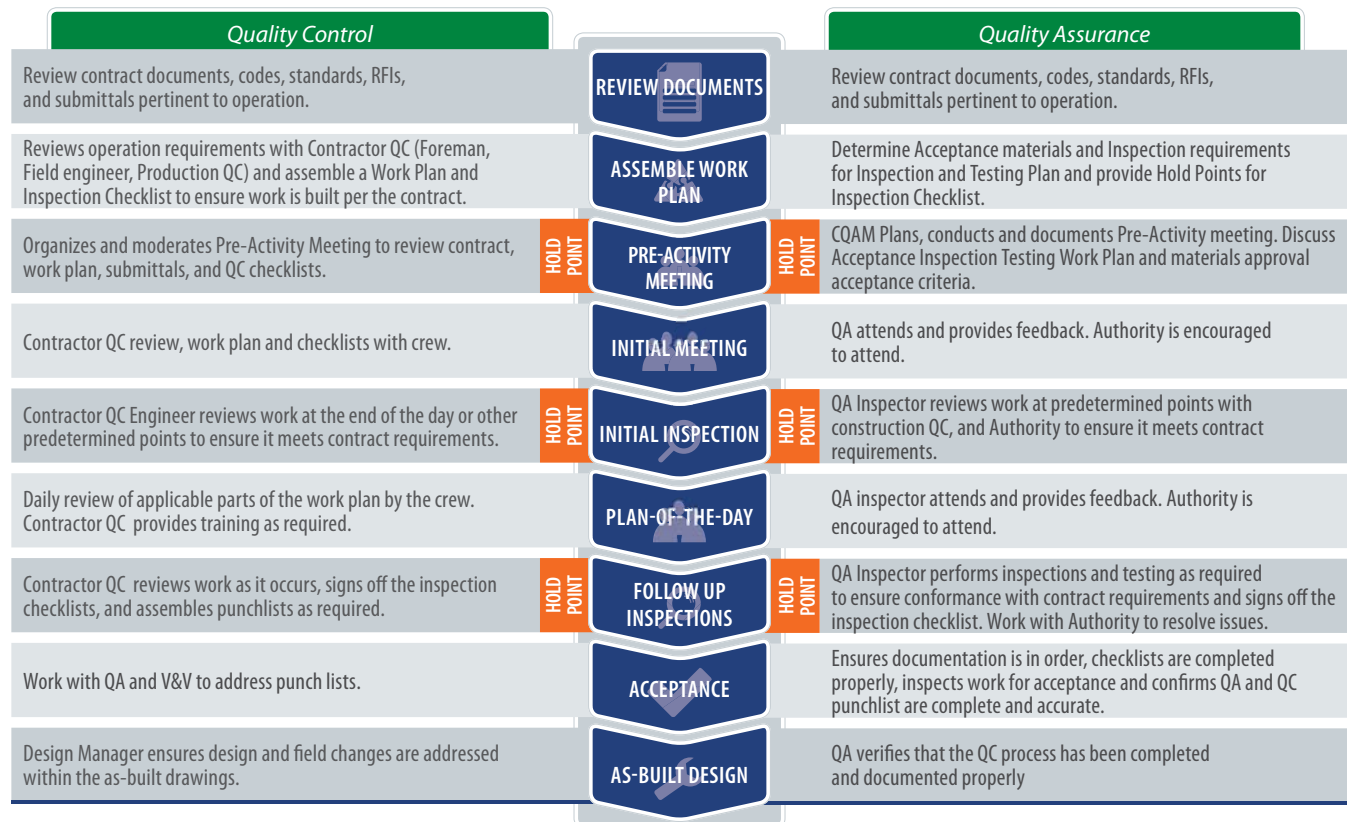 Quality Control
Quality Assurance
Review contract documents, codes, standards, RFIs,
and submittals pertinent to operation.
REVIEW DOCUMENTS
Review contract documents, codes, standards, RFIs,
and submittals pertinent to operation.
Reviews operation requirements with Contractor QC (Foreman,
Field engineer, Production QC) and assemble a Work Plan and
Inspection Checklist to ensure work is built per the contract.
ASSEMBLE WORK
PLAN
Determine Acceptance materials and Inspection requirements
for Inspection and Testing Plan and provide Hold Points for
Inspection Checklist.
Organizes and moderates Pre-Activity Meeting to review contract,
work plan, submittals, and QC checklists.
HOLD
POINT
PRE-ACTIVITY
MEETING
HOLD
POINT
CQAM Plans, conducts and documents Pre-Activity meeting. Discuss
Acceptance Inspection Testing Work Plan and materials approval
acceptance criteria.
Contractor QC review, work plan and checklists with crew.
INITIAL MEETING
QA attends and provides feedback. Authority is encouraged
to attend.
Contractor QC Engineer reviews work at the end of the day or other
predetermined points to ensure it meets contract requirements.
HOLD
POINT
INITIAL INSPECTION
HOLD
POINT
QA Inspector reviews work at predetermined points with
construction QC, and Authority to ensure it meets contract
requirements.
Daily review of applicable parts of the work plan by the crew.
Contractor QC provides training as required.
PLAN-OF-THE-DAY
QA inspector attends and provides feedback. Authority is
encouraged to attend.
Contractor QC reviews work as it occurs, signs off the inspection
checklists, and assembles punchlists as required.
HOLD
POINT
FOLLOW UP
INSPECTIONS
HOLD
POINT
QA Inspector performs inspections and testing as required
to ensure conformance with contract requirements and signs off the
inspection checklist. Work with Authority to resolve issues.
Work with QA and V&V to address punch lists.
ACCEPTANCE
Ensures documentation is in order, checklists are completed
properly, inspects work for acceptance and confirms QA and QC
punchlist are complete and accurate.
Design Manager ensures design and field changes are addressed
within the as-built drawings.
AS-BUILT DESIGN
QA verifies that the QC process has been completed
and documented properly